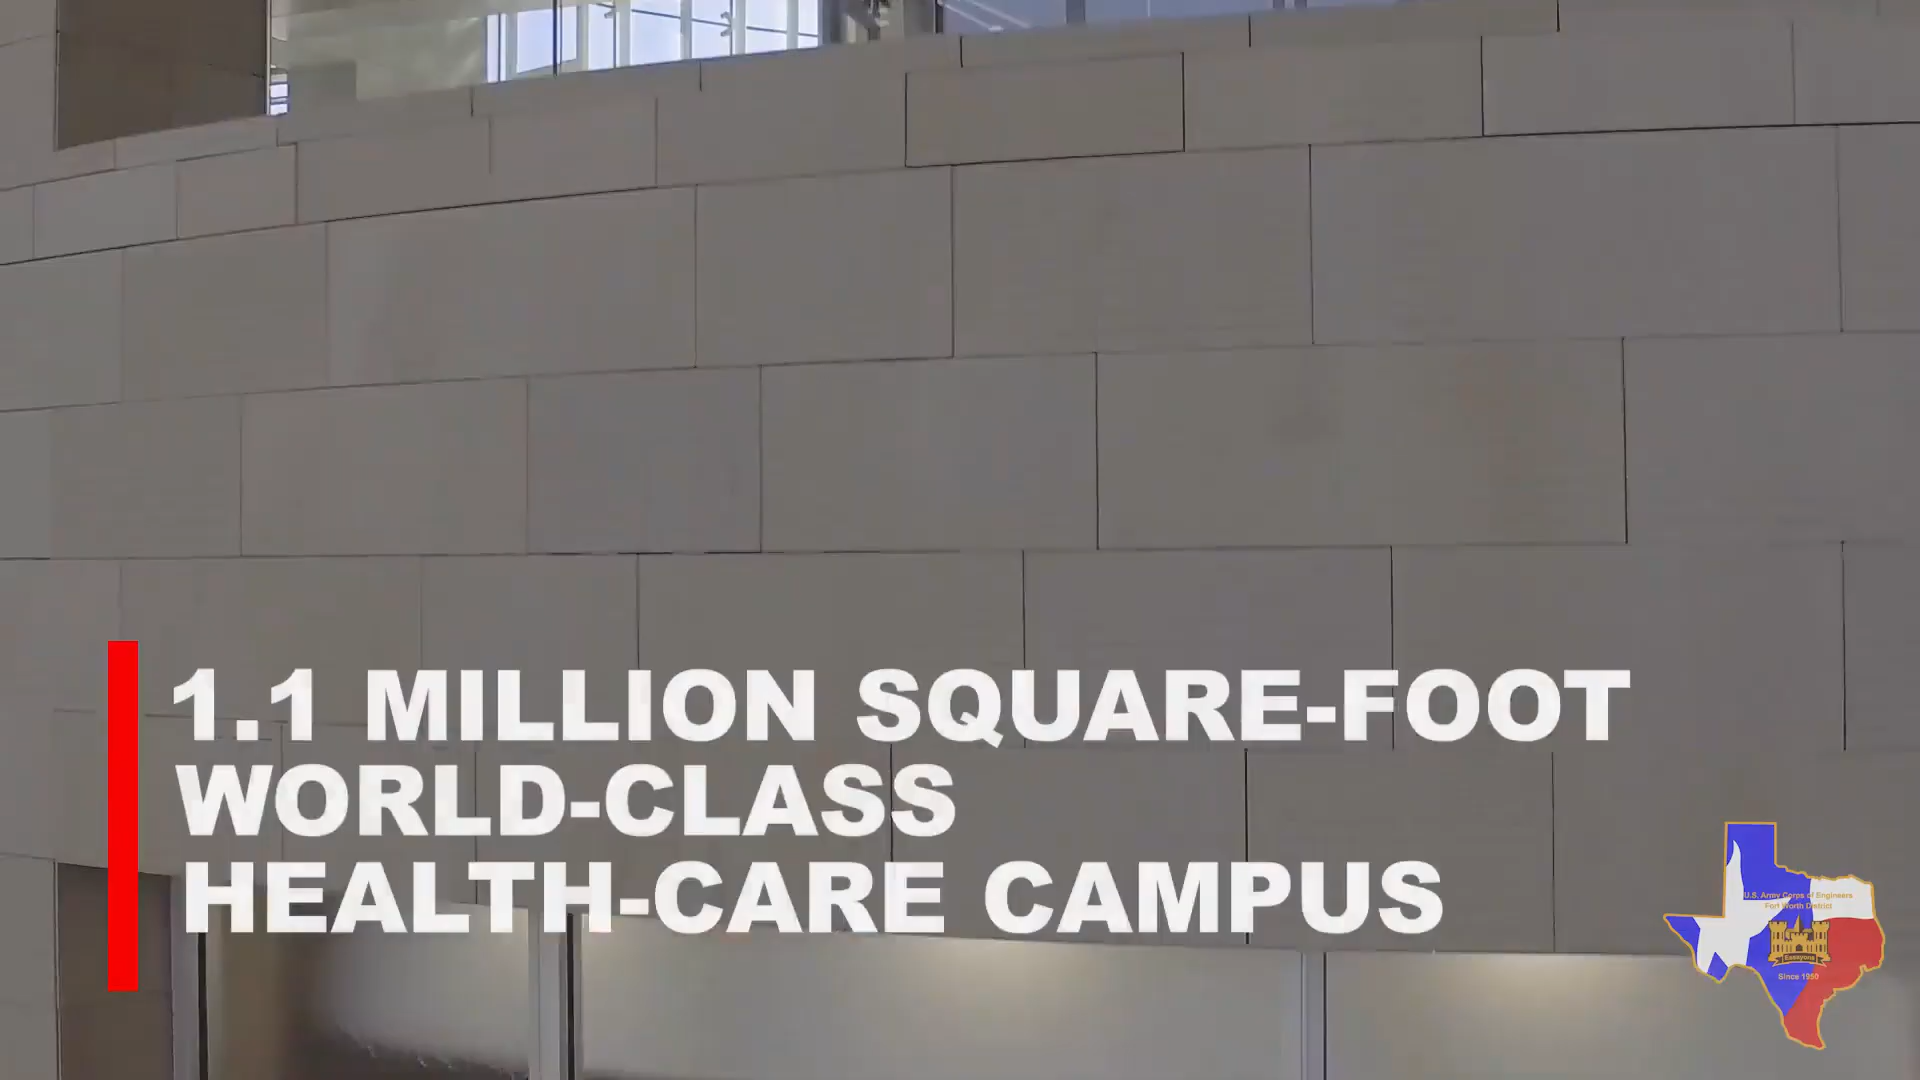 1.1 MILLION SQUARE-FOOT
WORLD-CLASS
HEALTH-CARE CAMPUS
U.S. Army Corps of Engineers
Fort Worth District
Essayons
Since 1950